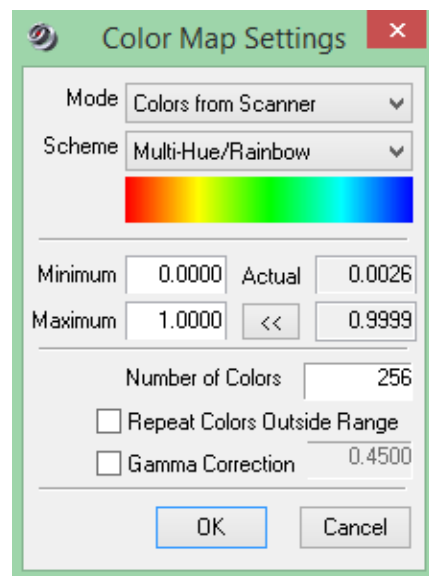 Color Map Settings
Mode Colors from Scanner
Scheme Multi-Hue/Rainbow
Minimum 0.0000 Actual 0.0026
Maximum 1.0000 << 0.9999
Number of Colors 256
Repeat Colors Outside Range
Gamma Correction 0.4500
OK Cancel